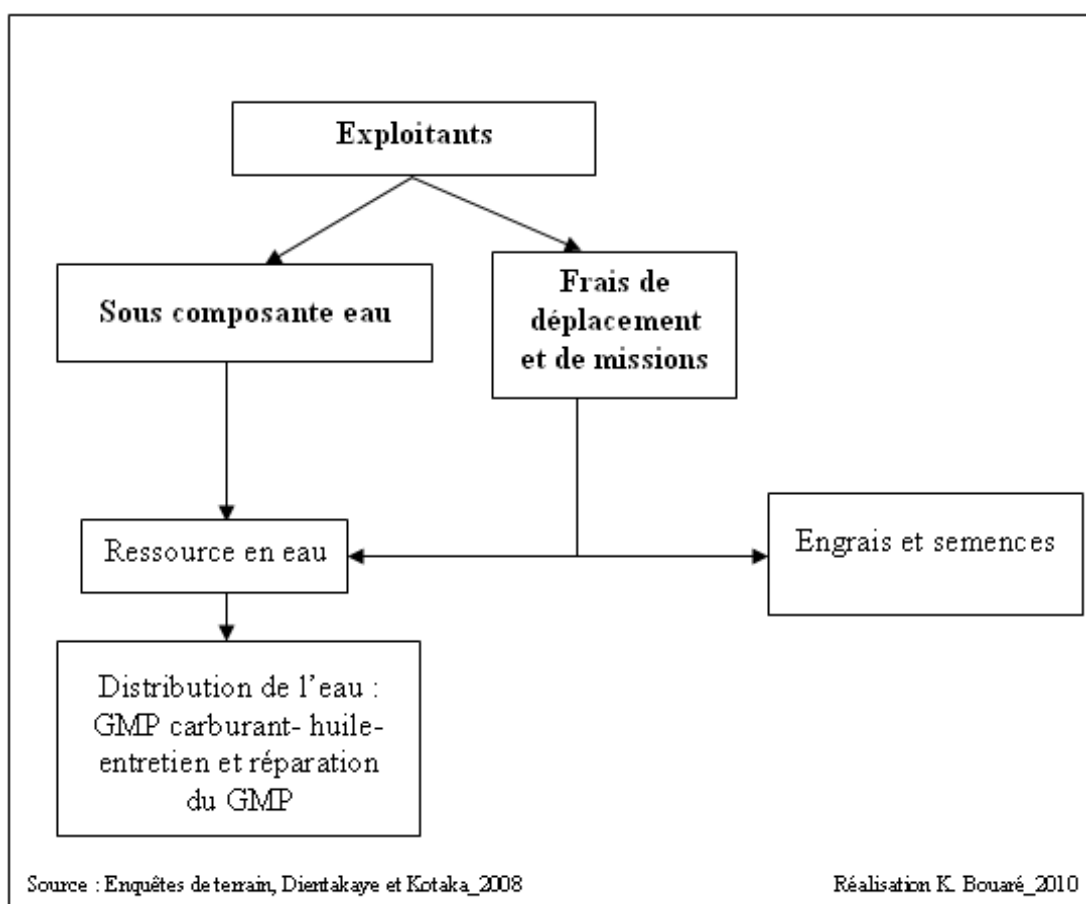 Exploitants
Sous composante eau
Frais de
déplacement
et de missions
Ressource en eau
Engrais et semences
Distribution de l'eau :
GMP carburant- huile-
entretien et réparation
du GMP
Source : Enquêtes de terrain, Dientakaye et Kotaka_2008
Réalisation K. Bouaré_2010